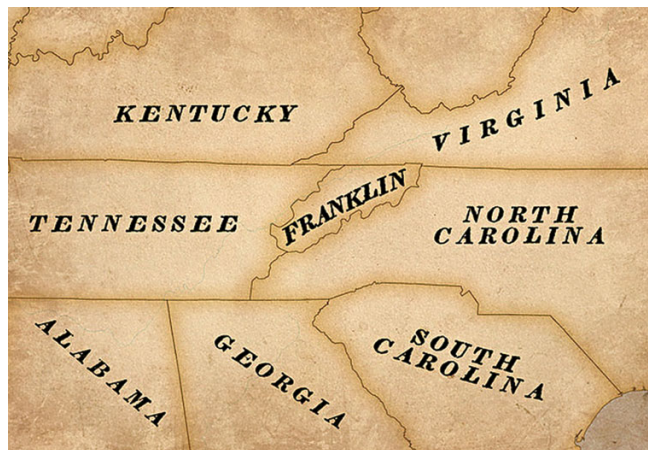 KENTUCKY
VIRGINIA
TENNESSEE
FRANKLIN
NORTH
CAROLINA
ALABAMA
GEORGIA
SOUTH
CAROLINA